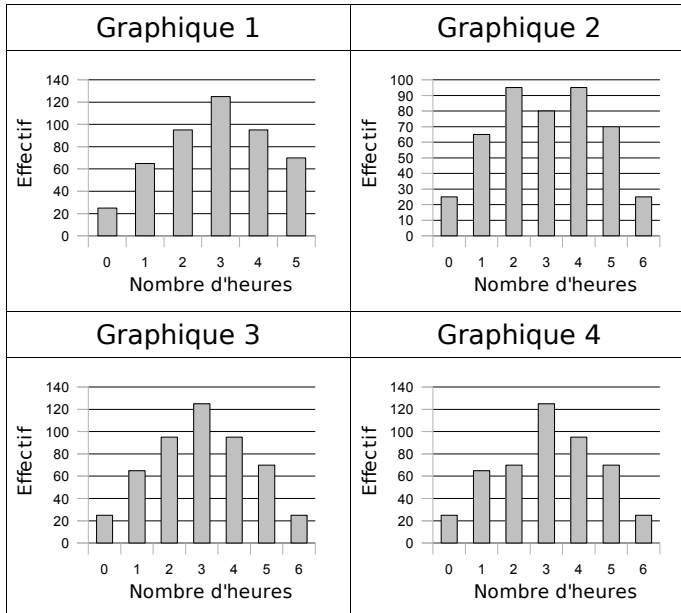 Graphique 1
140
120
100
80
60
40
20
0
Effectif
0 1 2 3 4 5
Nombre d'heures
Graphique 2
100
90
80
70
60
50
40
30
20
10
0
Effectif
0 1 2 3 4 5 6
Nombre d'heures
Graphique 3
140
120
100
80
60
40
20
0
Effectif
0 1 2 3 4 5 6
Nombre d'heures
Graphique 4
140
120
100
80
60
40
20
0
Effectif
0 1 2 3 4 5 6
Nombre d'heures